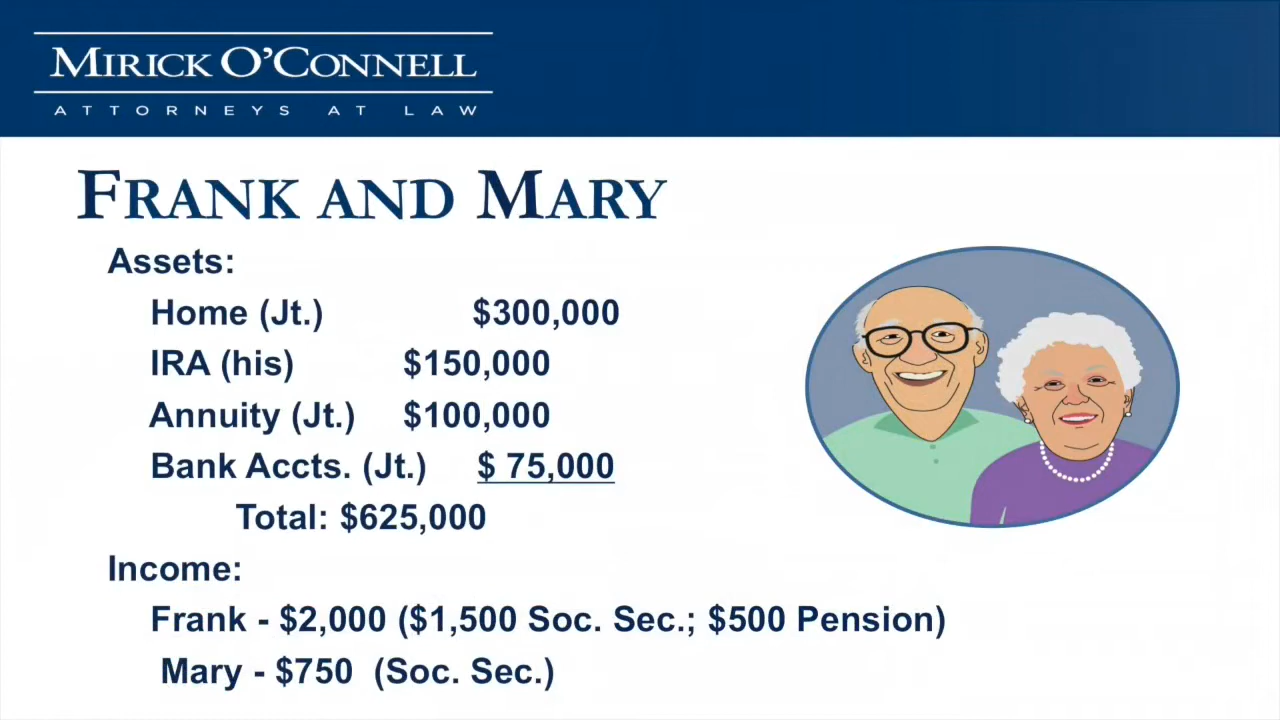 MIRICK O'CONNELL
ATTORNEYS AT LAW
FRANK AND MARY
Assets:
Home (Jt.) $300,000
IRA (his) $150,000
Annuity (Jt.) $100,000
Bank Accts. (Jt.) $ 75,000
Total: $625,000
Income:
Frank - $2,000 ($1,500 Soc. Sec.; $500 Pension)
Mary - $750 (Soc. Sec.)